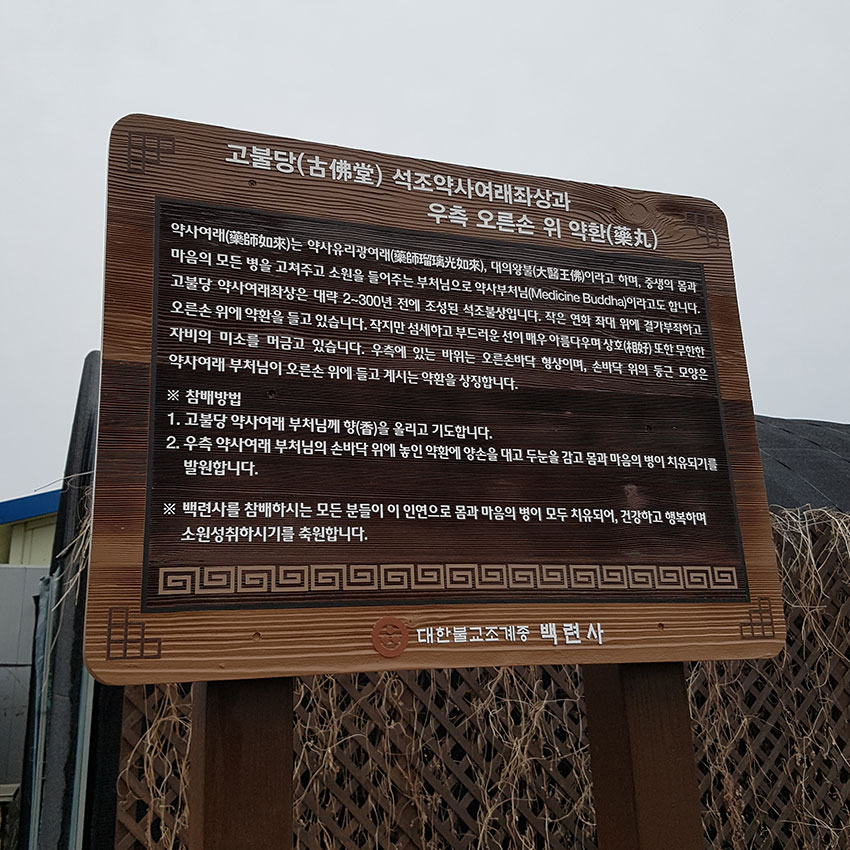 고불당(古佛堂) 석조약사여래좌상과
우측 오른손 위 약환(藥丸)
약사여래(藥師如來)는 약사유리광여래(藥師瑠璃光如來), 대의왕불(大醫王佛)이라고 하며, 중생의 몸과
마음의 모든 병을 고쳐주고 소원을 들어주는 부처님으로 약사부처님(Medicine Buddha)이라고도 합니다.
고불당 약사여래좌상은 대략 2~300년 전에 조성된 석조불상입니다. 작은 연화 좌대 위에 결가부좌하고
오른손 위에 약환을 들고 있습니다. 작지만 섬세하고 부드러운 선이 매우 아름다우며 상호(相好) 또한 무한한
자비의 미소를 머금고 있습니다. 우측에 있는 바위는 오른손바닥 형상이며, 손바닥 위의 둥근 모양은
약사여래 부처님이 오른손 위에 들고 계시는 약환을 상징합니다.
※ 참배방법
1. 고불당 약사여래 부처님께 향(香)을 올리고 기도합니다.
2. 우측 약사여래 부처님의 손바닥 위에 놓인 약환에 양손을 대고 두눈을 감고 몸과 마음의 병이 치유되기를
발원합니다.
※ 백련사를 참배하시는 모든 분들이 이 인연으로 몸과 마음의 병이 모두 치유되어, 건강하고 행복하며
소원성취하시기를 축원합니다.
대한불교조계종 백련사